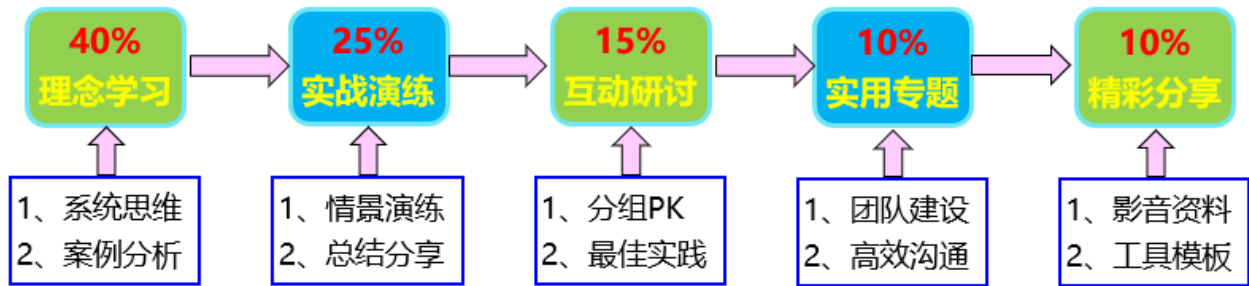 40%
理念学习
25%
实战演练
15%
互动研讨
10%
实用专题
10%
精彩分享
1、系统思维
2、案例分析
1、情景演练
2、总结分享
1、分组PK
2、最佳实践
1、团队建设
2、高效沟通
1、影音资料
2、工具模板